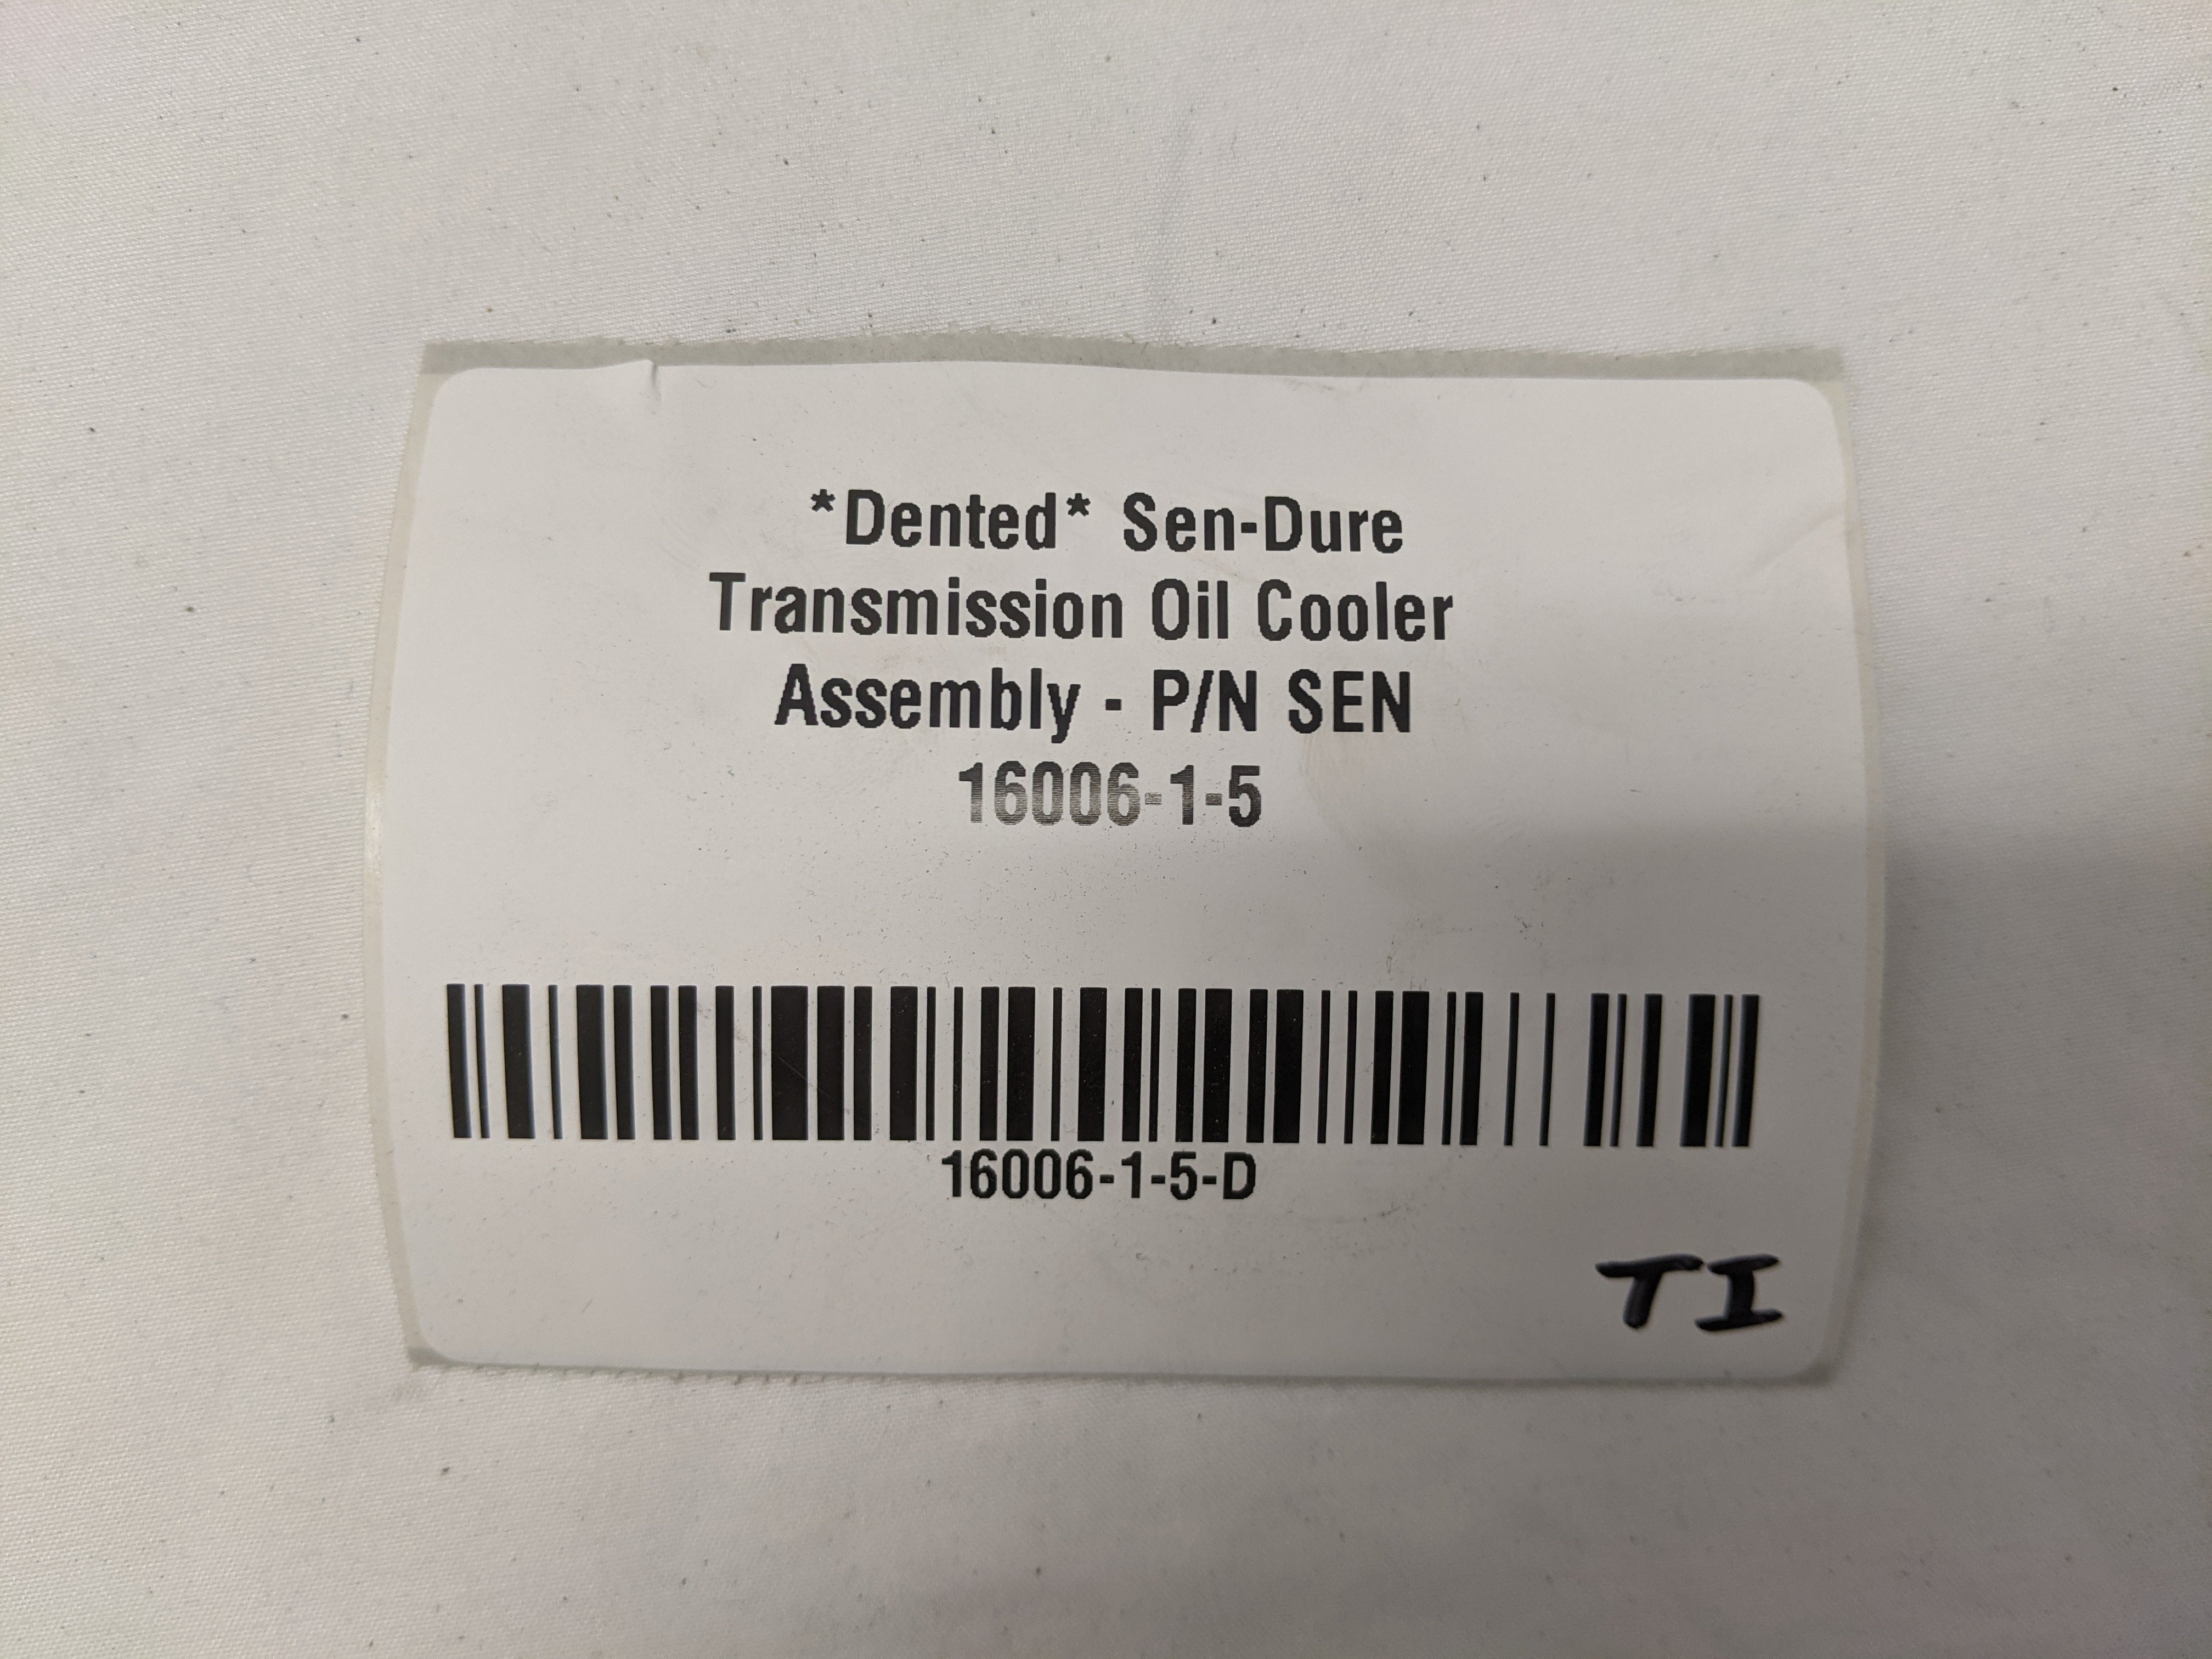 *Dented* Sen-Dure
Transmission Oil Cooler
Assembly - P/N SEN
16006-1-5
16006-1-5-D
TI